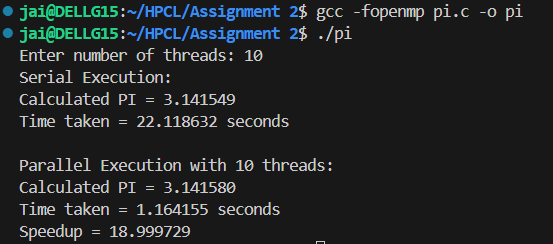 jai@DELLG15:~/HPCL/Assignment 2$ gcc -fopenmp pi.c -o pi
jai@DELLG15:~/HPCL/Assignment 2$ ./pi
Enter number of threads: 10
Serial Execution:
Calculated PI = 3.141549
Time taken = 22.118632 seconds
Parallel Execution with 10 threads:
Calculated PI = 3.141580
Time taken = 1.164155 seconds
Speedup = 18.999729